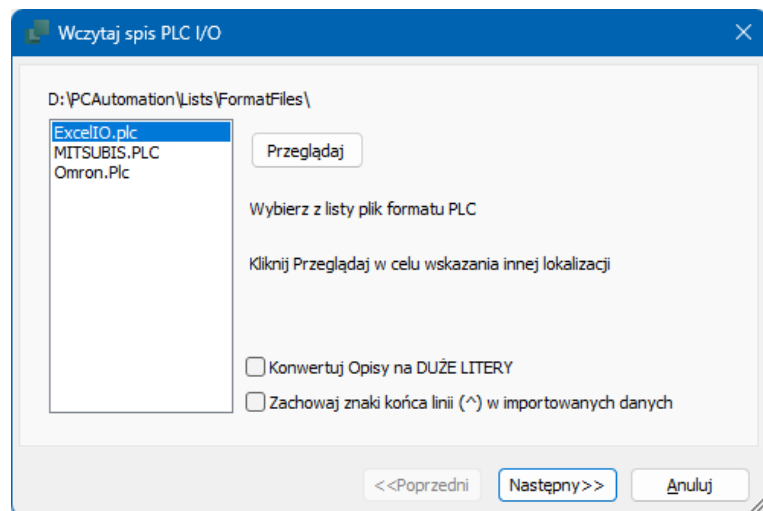 Wczytaj spis PLC I/O
D:\PCAutomation\Lists\FormatFiles\
ExcelIO.plc
MITSUBIS.PLC
Omron.Plc
Przeglądaj
Wybierz z listy plik formatu PLC
Kliknij Przeglądaj w celu wskazania innej lokalizacji
Konwertuj Opisy na DUŻE LITERY
Zachowaj znaki końca linii (^) w importowanych danych
<<Poprzedni
Następny>>
Anuluj